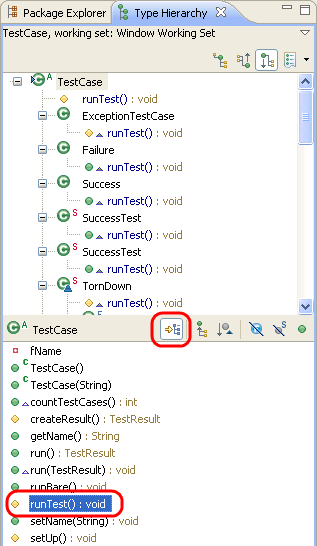 Package Explorer Type Hierarchy
TestCase, working set: Window Working Set
C A TestCase
runTest() : void
C ExceptionTestCase
runTest() : void
C Failure
runTest() : void
C Success
runTest() : void
C S SuccessTest
runTest() : void
C S SuccessTest
runTest() : void
C S TornDown
runTest() : void
C A TestCase S
fName
C TestCase()
C TestCase(String)
countTestCases() : int
createResult() : TestResult
getName() : String
run() : TestResult
run(TestResult) : void
runBare() : void
runTest() : void
setName(String) : void
setUp() : void